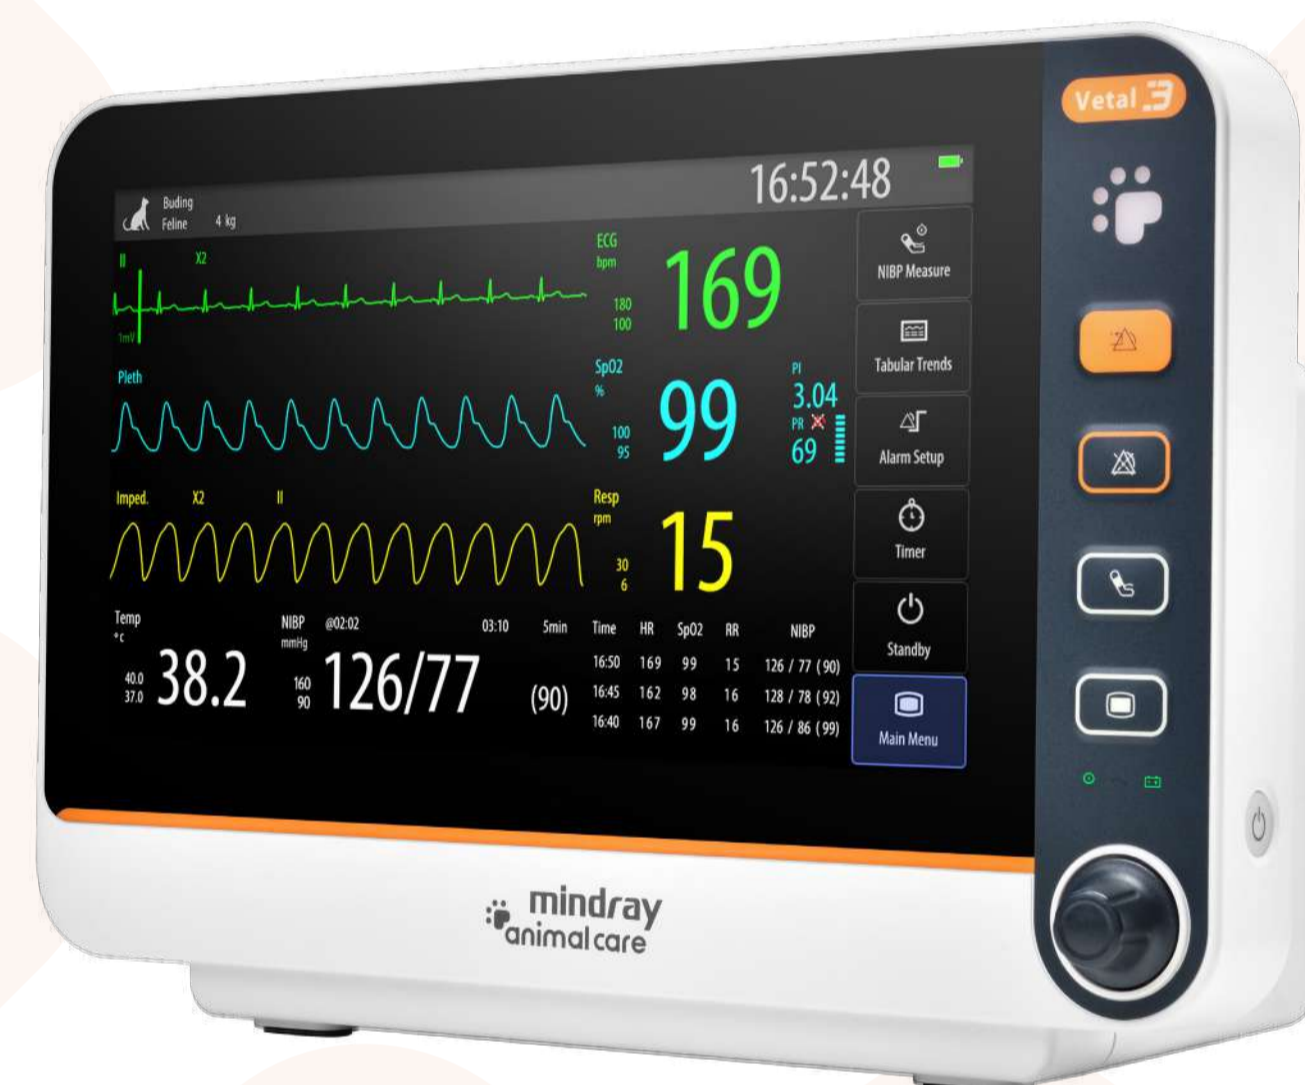 Vetal 3
Buding
Feline 4 kg
16:52:48
II X2
1mV
ECG
bpm
180
100
169
NIBP Measure
Tabular Trends
Alarm Setup
Timer
Standby
Main Menu
Pleth
SpO2
%
100
95
99
PI
3.04
PR
69
Imped. X2 II
Resp
rpm
30
6
15
Temp
°C
40.0
37.0
38.2
NIBP @02:02 03:10 5min
mmHg
160
90
126/77 (90)
Time HR SpO2 RR NIBP
16:50 169 99 15 126 / 77 (90)
16:45 162 98 16 128 / 78 (92)
16:40 167 99 16 126 / 86 (99)
mindray
animal care